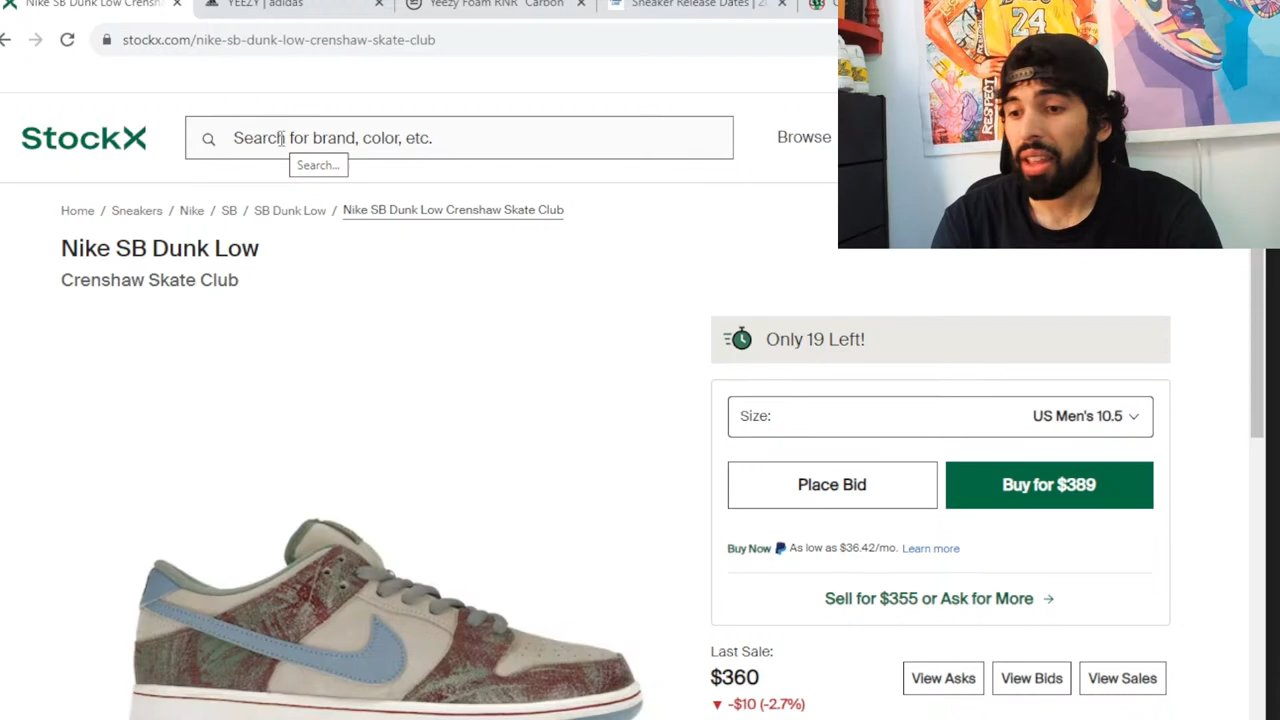 Nike SB Dunk Low Crensh
YEEZY | adidas
Yeezy Foam RNR "Carbon"
Sneaker Release Dates | 20
stockx.com/nike-sb-dunk-low-crenshaw-skate-club
StockX
Search for brand, color, etc.
Browse
Search...
Home / Sneakers / Nike / SB / SB Dunk Low / Nike SB Dunk Low Crenshaw Skate Club
Nike SB Dunk Low
Crenshaw Skate Club
Only 19 Left!
Size: US Men's 10.5
Place Bid
Buy for $389
Buy Now As low as $36.42/mo. Learn more
Sell for $355 or Ask for More →
Last Sale:
$360
View Asks
View Bids
View Sales
▼ -$10 (-2.7%)
RESPECT
24